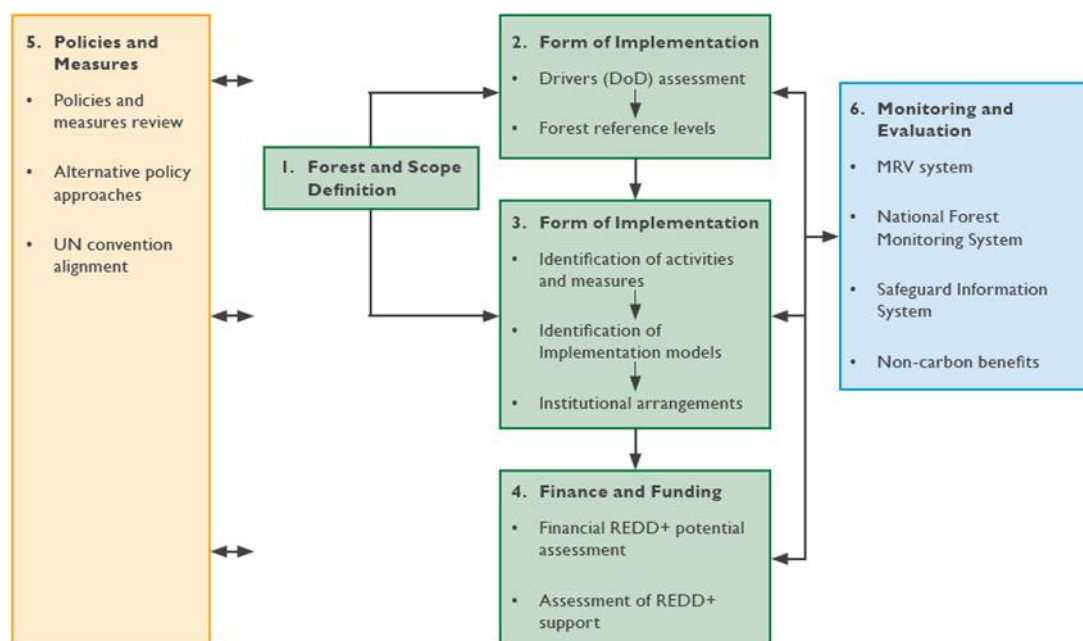 5. Policies and
Measures
• Policies and
measures review
• Alternative policy
approaches
• UN convention
alignment
1. Forest and Scope
Definition
2. Form of Implementation
• Drivers (DoD) assessment
• Forest reference levels
3. Form of Implementation
• Identification of activities
and measures
• Identification of
Implementation models
• Institutional arrangements
4. Finance and Funding
• Financial REDD+ potential
assessment
• Assessment of REDD+
support
6. Monitoring and
Evaluation
• MRV system
• National Forest
Monitoring System
• Safeguard Information
System
• Non-carbon benefits